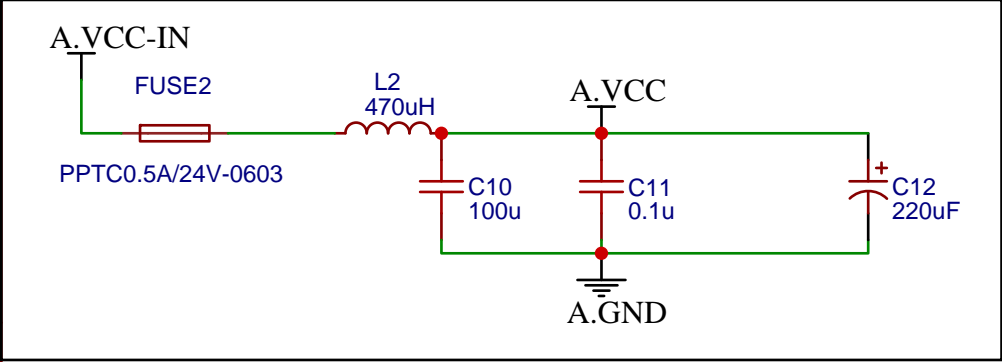 A.VCC-IN
FUSE2
PPTC0.5A/24V-0603
L2
470uH
A.VCC
C10
100u
C11
0.1u
+
C12
220uF
A.GND